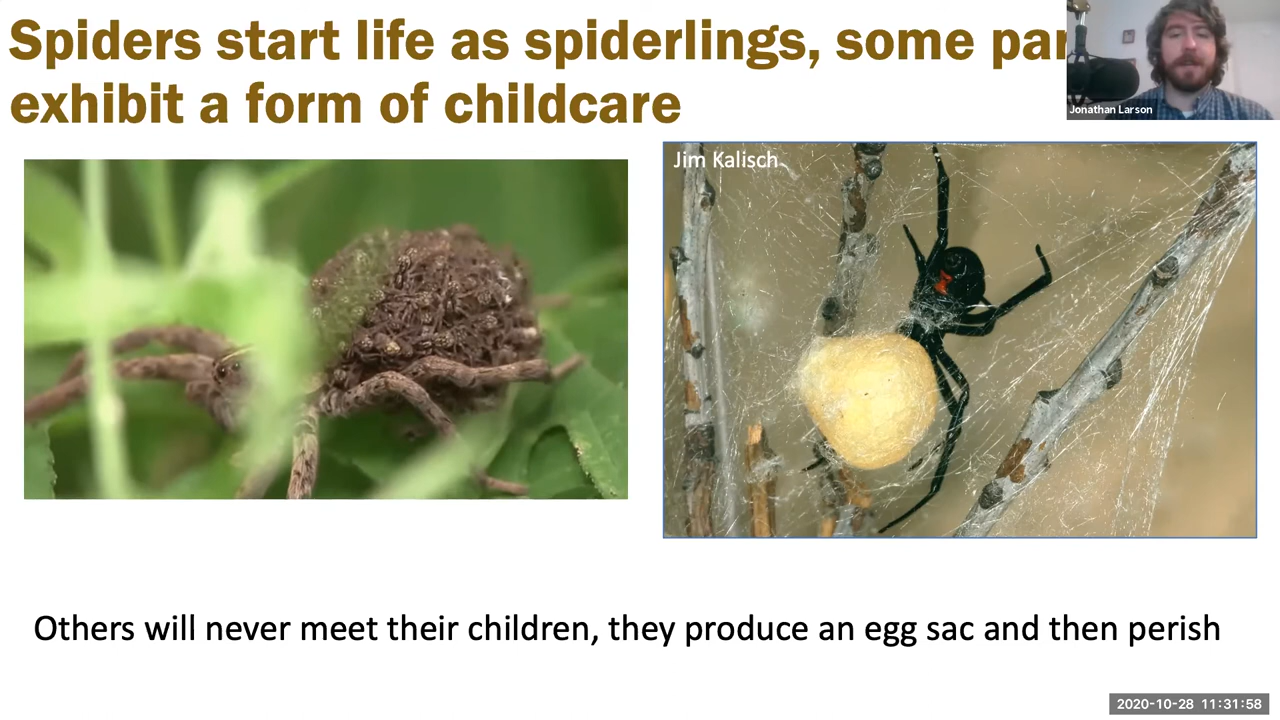 Spiders start life as spiderlings, some
exhibit a form of childcare
Jonathan Larson
Jim Kalisch
Others will never meet their children, they produce an egg sac and then perish
2020-10-28 11:31:58